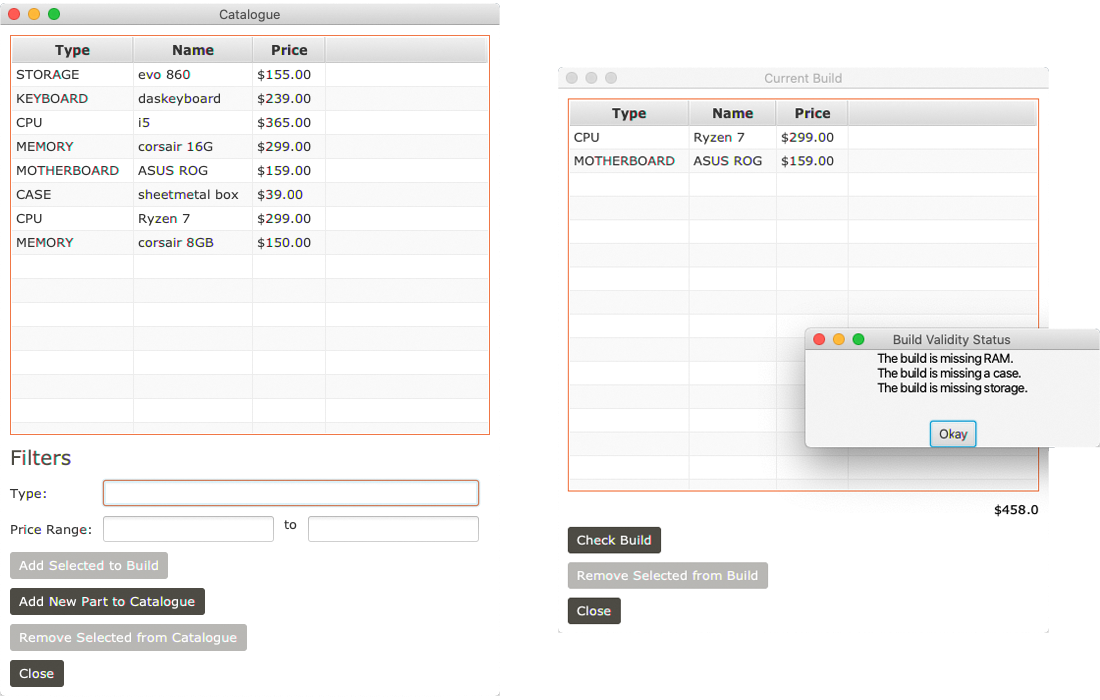 Catalogue
Type Name Price
STORAGE evo 860 $155.00
KEYBOARD daskeyboard $239.00
CPU i5 $365.00
MEMORY corsair 16G $299.00
MOTHERBOARD ASUS ROG $159.00
CASE sheetmetal box $39.00
CPU Ryzen 7 $299.00
MEMORY corsair 8GB $150.00
Filters
Type:
Price Range: to
Add Selected to Build
Add New Part to Catalogue
Remove Selected from Catalogue
Close
Current Build
Type Name Price
CPU Ryzen 7 $299.00
MOTHERBOARD ASUS ROG $159.00
Build Validity Status
The build is missing RAM.
The build is missing a case.
The build is missing storage.
Okay
$458.0
Check Build
Remove Selected from Build
Close